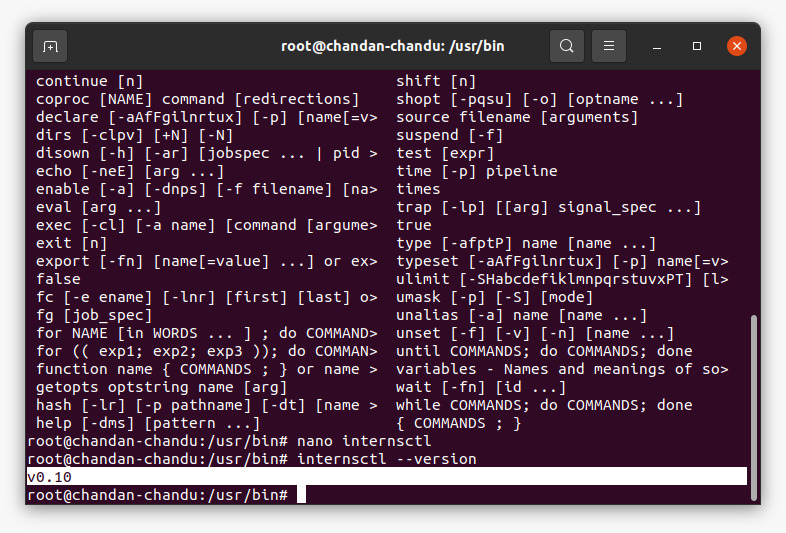 root@chandan-chandu: /usr/bin
continue [n] shift [n]
coproc [NAME] command [redirections] shopt [-pqsu] [-o] [optname ...]
declare [-aAfFgilnrtux] [-p] [name[=v> source filename [arguments]
dirs [-clpv] [+N] [-N] suspend [-f]
disown [-h] [-ar] [jobspec ... | pid > test [expr]
echo [-neE] [arg ...] time [-p] pipeline
enable [-a] [-dnps] [-f filename] [na> times
eval [arg ...] trap [-lp] [[arg] signal_spec ...]
exec [-cl] [-a name] [command [argume> true
exit [n] type [-afptP] name [name ...]
export [-fn] [name[=value] ...] or ex> typeset [-aAfFgilnrtux] [-p] name[=v>
false ulimit [-SHabcdefiklmnpqrstuvxPT] [l>
fc [-e ename] [-lnr] [first] [last] o> umask [-p] [-S] [mode]
fg [job_spec] unalias [-a] name [name ...]
for NAME [in WORDS ... ] ; do COMMAND> unset [-f] [-v] [-n] [name ...]
for (( exp1; exp2; exp3 )); do COMMAN> until COMMANDS; do COMMANDS; done
function name { COMMANDS ; } or name > variables - Names and meanings of so>
getopts optstring name [arg] wait [-fn] [id ...]
hash [-lr] [-p pathname] [-dt] [name > while COMMANDS; do COMMANDS; done
help [-dms] [pattern ...] { COMMANDS ; }
root@chandan-chandu:/usr/bin# nano internsctl
root@chandan-chandu:/usr/bin# internsctl --version
v0.10
root@chandan-chandu:/usr/bin#